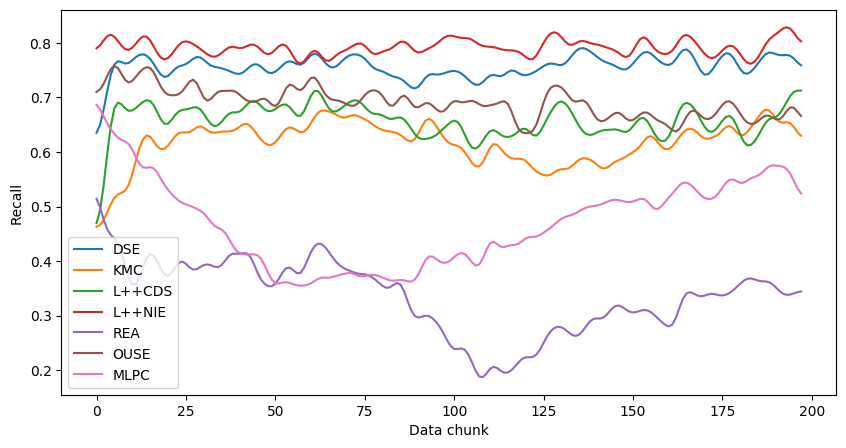 0.8
0.7
0.6
0.5
0.4
0.3
0.2
Recall
DSE
KMC
L++CDS
L++NIE
REA
OUSE
MLPC
0 25 50 75 100 125 150 175 200
Data chunk